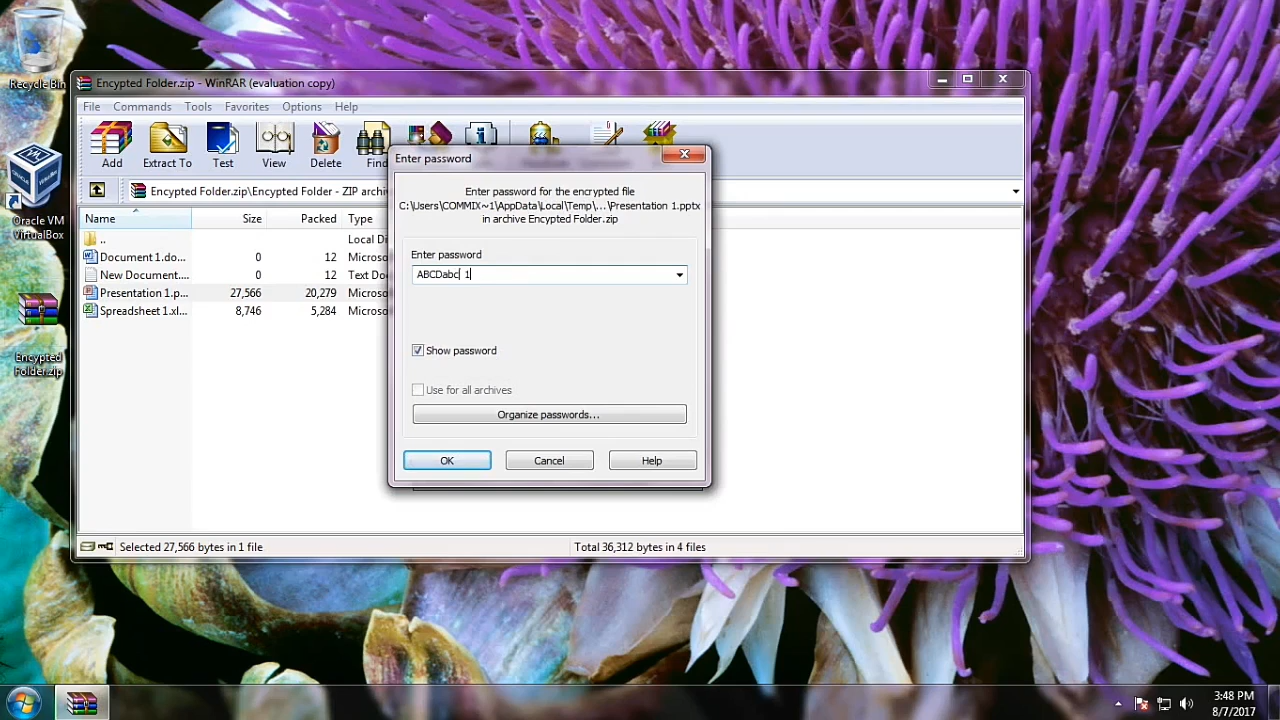 Recycle Bin
Oracle VM
VirtualBox
Encypted
Folder.zip
Encypted Folder.zip - WinRAR (evaluation copy)
File Commands Tools Favorites Options Help
Add Extract To Test View Delete Find
Encypted Folder.zip\Encypted Folder - ZIP archi
Name Size Packed Type
.. Local Di
Document 1.do... 0 12 Microso
New Document.... 0 12 Text Doc
Presentation 1.p... 27,566 20,279 Microso
Spreadsheet 1.xl... 8,746 5,284 Microso
Selected 27,566 bytes in 1 file Total 36,312 bytes in 4 files
Enter password
Enter password for the encrypted file
C:\Users\COMMIX~1\AppData\Local\Temp\...\Presentation 1.pptx
in archive Encypted Folder.zip
Enter password
ABCDabc 1
Show password
Use for all archives
Organize passwords...
OK Cancel Help
3:48 PM
8/7/2017